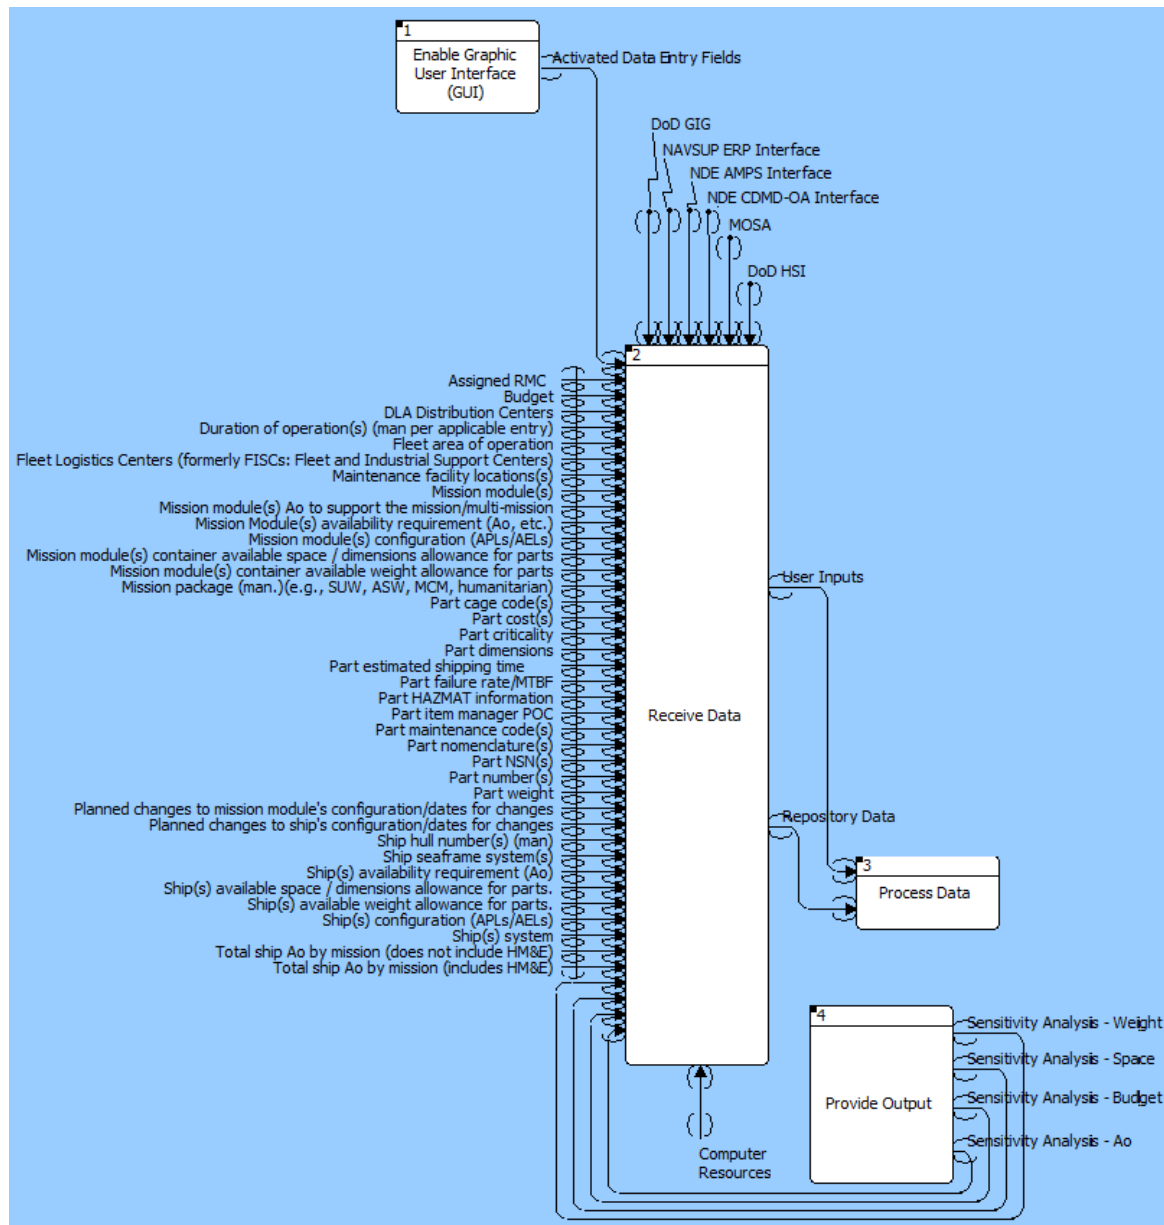 1
Enable Graphic
User Interface
(GUI)
Activated Data Entry Fields
DoD GIG
NAVSUP ERP Interface
NDE AMPS Interface
NDE CDMD-OA Interface
MOSA
DoD HSI
2
Receive Data
Assigned RMC
Budget
DLA Distribution Centers
Duration of operation(s) (man per applicable entry)
Fleet area of operation
Fleet Logistics Centers (formerly FISCs: Fleet and Industrial Support Centers)
Maintenance facility locations(s)
Mission module(s)
Mission module(s) Ao to support the mission/multi-mission
Mission Module(s) availability requirement (Ao, etc.)
Mission module(s) configuration (APLs/AELs)
Mission module(s) container available space / dimensions allowance for parts
Mission module(s) container available weight allowance for parts
Mission package (man.)(e.g., SUW, ASW, MCM, humanitarian)
Part cage code(s)
Part cost(s)
Part criticality
Part dimensions
Part estimated shipping time
Part failure rate/MTBF
Part HAZMAT information
Part item manager POC
Part maintenance code(s)
Part nomenclature(s)
Part NSN(s)
Part number(s)
Part weight
Planned changes to mission module's configuration/dates for changes
Planned changes to ship's configuration/dates for changes
Ship hull number(s) (man)
Ship seaframe system(s)
Ship(s) availability requirement (Ao)
Ship(s) available space / dimensions allowance for parts.
Ship(s) available weight allowance for parts.
Ship(s) configuration (APLs/AELs)
Ship(s) system
Total ship Ao by mission (does not include HM&E)
Total ship Ao by mission (includes HM&E)
User Inputs
Repository Data
3
Process Data
4
Provide Output
Sensitivity Analysis - Weight
Sensitivity Analysis - Space
Sensitivity Analysis - Budget
Sensitivity Analysis - Ao
Computer
Resources